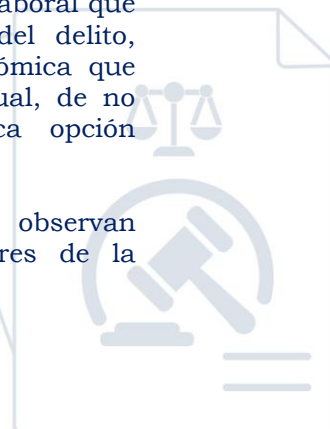 aboral que
del delito,
ómica que
ual, de no
ca opción
observan
res de la